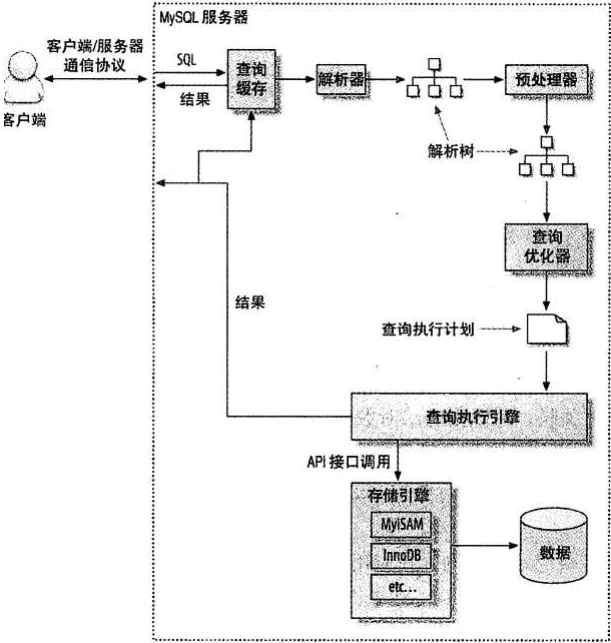 MySQL 服务器
客户端/服务器
通信协议
客户端
SQL
结果
查询
缓存
解析器
预处理器
解析树
查询
优化器
结果
查询执行计划
查询执行引擎
API 接口调用
存储引擎
MyISAM
InnoDB
etc...
数据